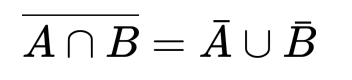 $\overline{A \cap B} = \bar{A} \cup \bar{B}$